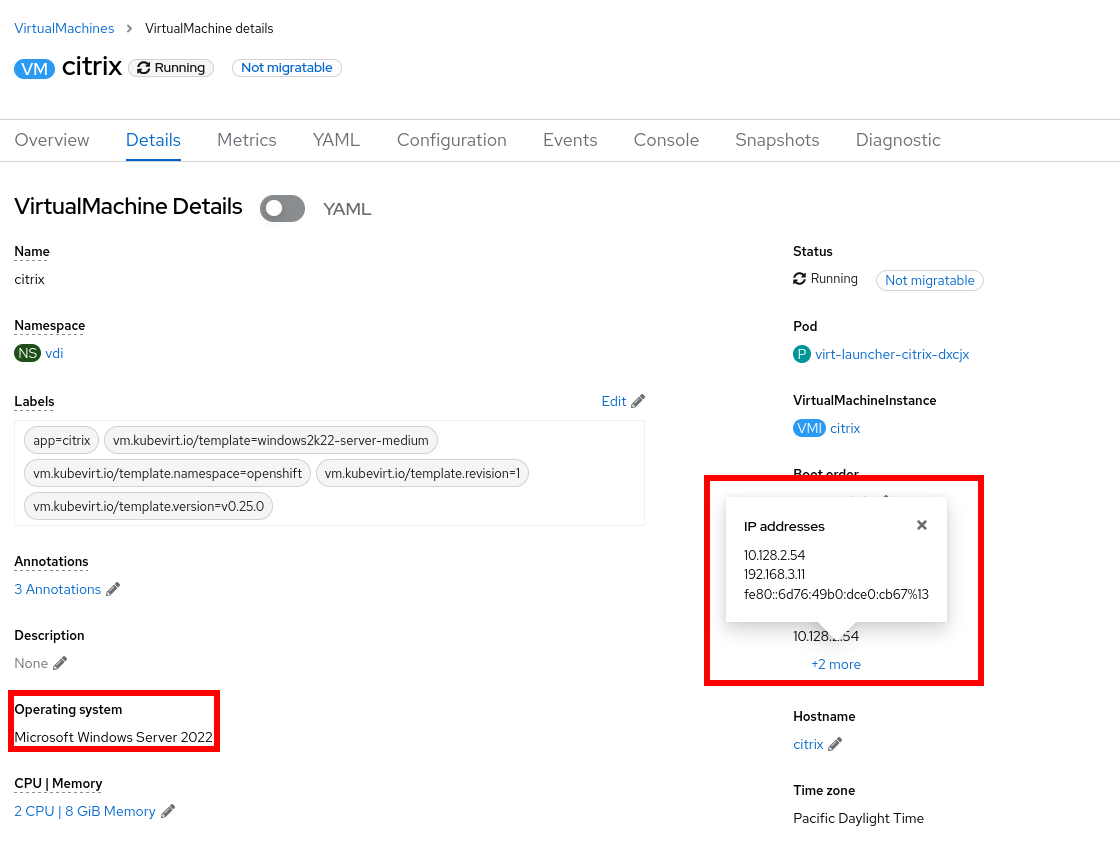 VirtualMachines > VirtualMachine details
VM citrix Running Not migratable
Overview Details Metrics YAML Configuration Events Console Snapshots Diagnostic
VirtualMachine Details YAML
Name
citrix
Namespace
NS vdi
Labels Edit
app=citrix vm.kubevirt.io/template=windows2k22-server-medium
vm.kubevirt.io/template.namespace=openshift vm.kubevirt.io/template.revision=1
vm.kubevirt.io/template.version=v0.25.0
Annotations
3 Annotations
Description
None
Operating system
Microsoft Windows Server 2022
CPU | Memory
2 CPU | 8 GiB Memory
Status
Running Not migratable
Pod
P virt-launcher-citrix-dxcjx
VirtualMachineInstance
VMI citrix
Boot order
IP addresses
10.128.2.54
192.168.3.11
fe80::6d76:49b0:dce0:cb67%13
10.128.2.54
+2 more
Hostname
citrix
Time zone
Pacific Daylight Time